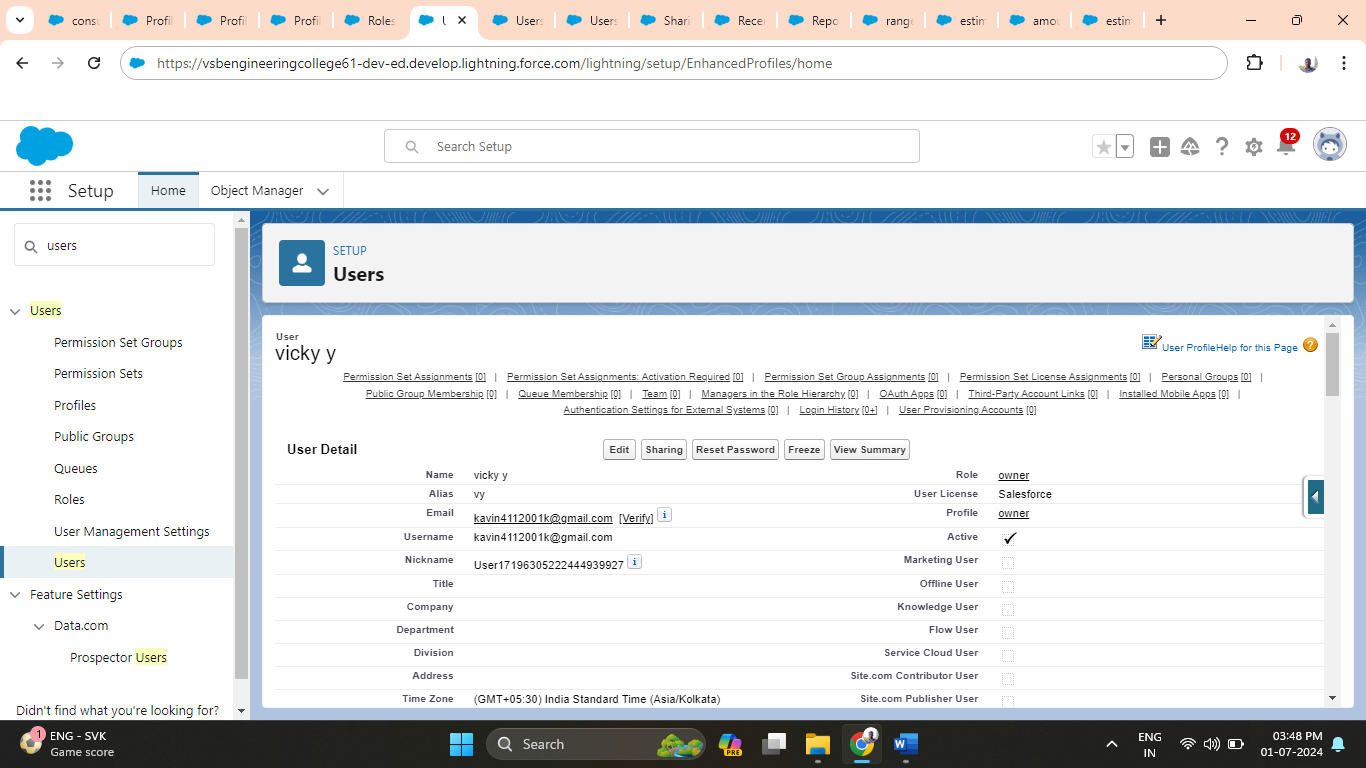 consu
Profil
Profil
Profil
Roles
U
Users
Users
Shari
Recen
Repo
range
estim
amou
estim
https://vsbengineeringcollege61-dev-ed.develop.lightning.force.com/lightning/setup/EnhancedProfiles/home
Search Setup
12
Setup
Home
Object Manager
users
Users
Permission Set Groups
Permission Sets
Profiles
Public Groups
Queues
Roles
User Management Settings
Users
Feature Settings
Data.com
Prospector Users
Didn't find what you're looking for?
SETUP
Users
User
vicky y
User Profile Help for this Page ?
Permission Set Assignments [0] | Permission Set Assignments: Activation Required [0] | Permission Set Group Assignments [0] | Permission Set License Assignments [0] | Personal Groups [0] |
Public Group Membership [0] | Queue Membership [0] | Team [0] | Managers in the Role Hierarchy [0] | OAuth Apps [0] | Third-Party Account Links [0] | Installed Mobile Apps [0] |
Authentication Settings for External Systems [0] | Login History [0+] | User Provisioning Accounts [0]
User Detail
Edit Sharing Reset Password Freeze View Summary
Name vicky y Role owner
Alias vy User License Salesforce
Email kavin4112001k@gmail.com [Verify] i Profile owner
Username kavin4112001k@gmail.com Active ✓
Nickname User17196305222444939927 i Marketing User
Title Offline User
Company Knowledge User
Department Flow User
Division Service Cloud User
Address Site.com Contributor User
Time Zone (GMT+05:30) India Standard Time (Asia/Kolkata) Site.com Publisher User
1
ENG - SVK
Game score
Search
PRE
ENG
IN
03:48 PM
01-07-2024